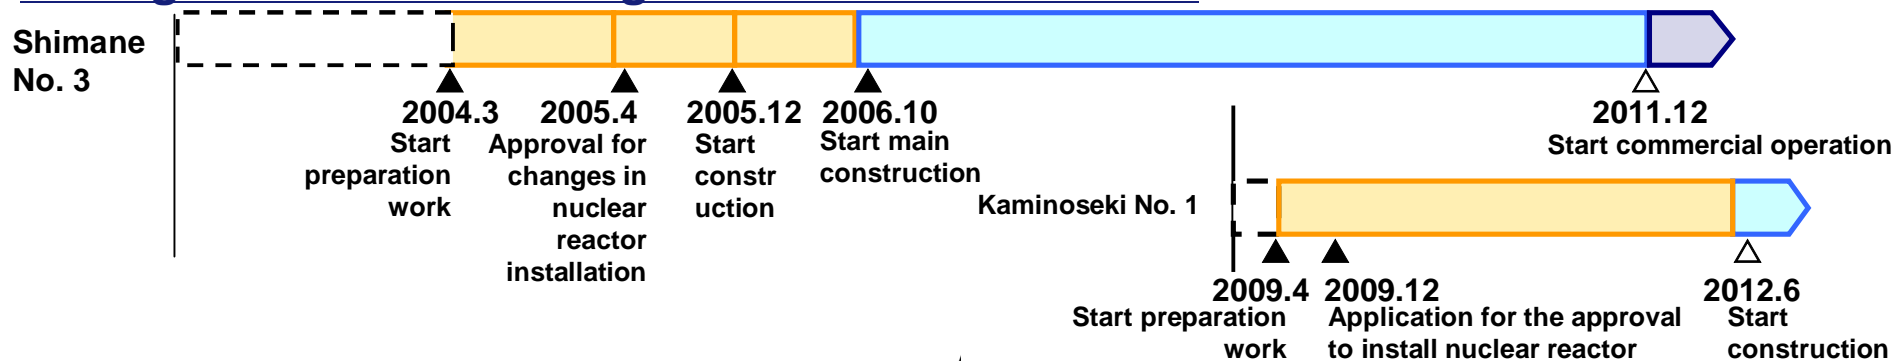 Shimane
No. 3
2004.3
Start
preparation
work
2005.4
Approval for
changes in
nuclear
reactor
installation
2005.12
Start
constr
uction
2006.10
Start main
construction
2011.12
Start commercial operation
Kaminoseki No. 1
2009.4
Start preparation
work
2009.12
Application for the approval
to install nuclear reactor
2012.6
Start
construction